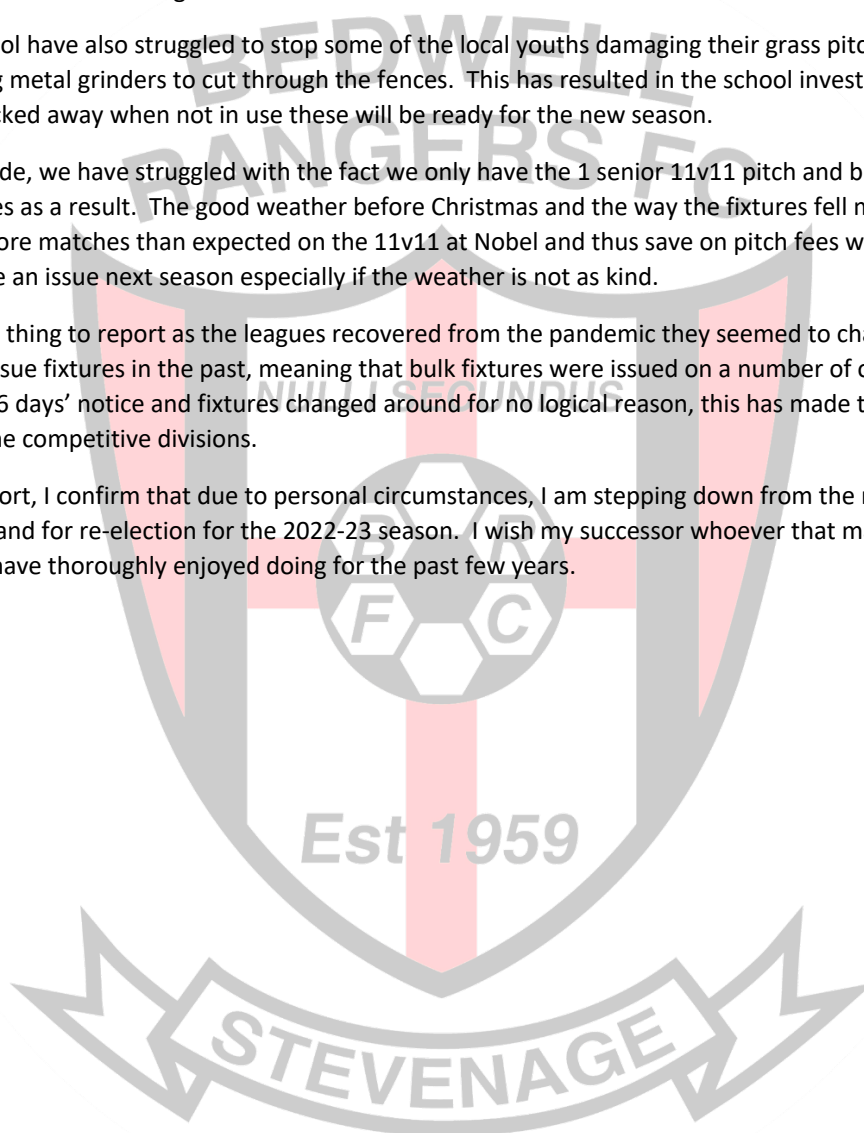 BEDWELL
RANGERS FC
ol have also struggled to stop some of the local youths damaging their grass pitc
g metal grinders to cut through the fences. This has resulted in the school invest
cked away when not in use these will be ready for the new season.
de, we have struggled with the fact we only have the 1 senior 11v11 pitch and b
es as a result. The good weather before Christmas and the way the fixtures fell m
ore matches than expected on the 11v11 at Nobel and thus save on pitch fees w
e an issue next season especially if the weather is not as kind.
thing to report as the leagues recovered from the pandemic they seemed to cha
sue fixtures in the past, meaning that bulk fixtures were issued on a number of o
NULLI SECUNDUS
6 days’ notice and fixtures changed around for no logical reason, this has made t
he competitive divisions.
ort, I confirm that due to personal circumstances, I am stepping down from the r
and for re-election for the 2022-23 season. I wish my successor whoever that m
have thoroughly enjoyed doing for the past few years.
B R
F C
Est 1959
STEVENAGE